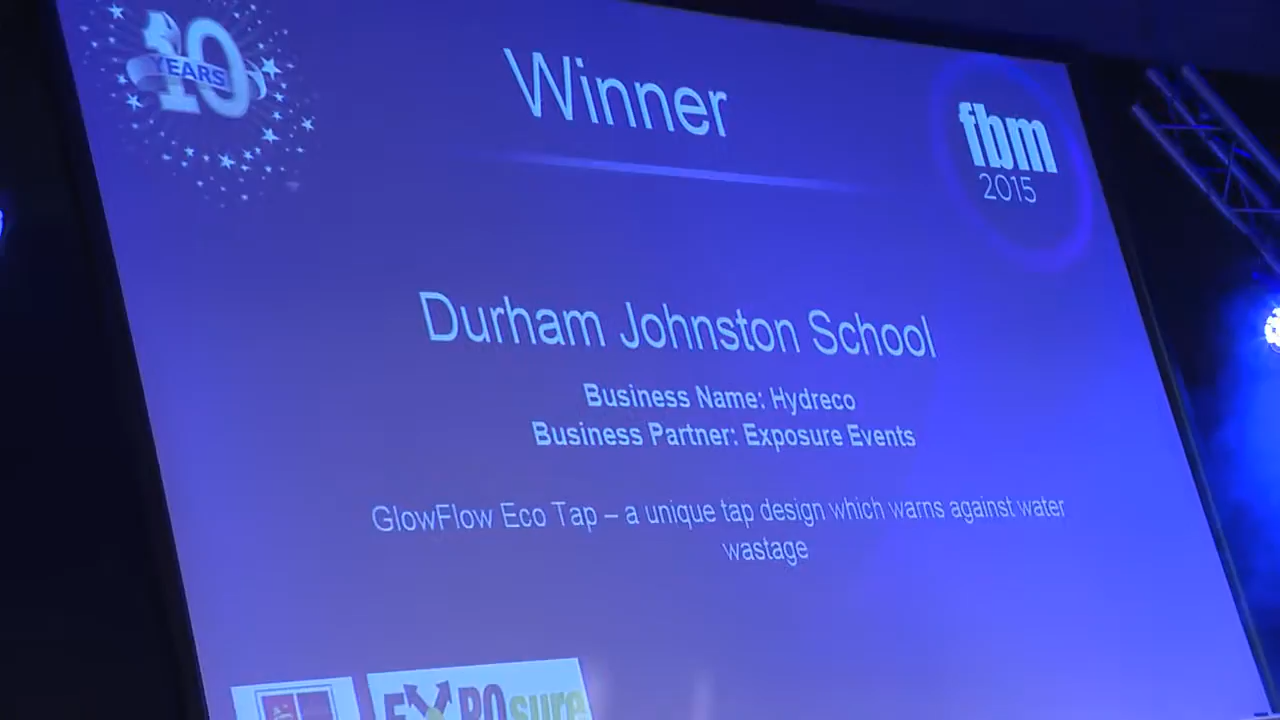 10
YEARS
Winner
fbm
2015
Durham Johnston School
Business Name: Hydreco
Business Partner: Exposure Events
GlowFlow Eco Tap – a unique tap design which warns against water
wastage
EXPOsure